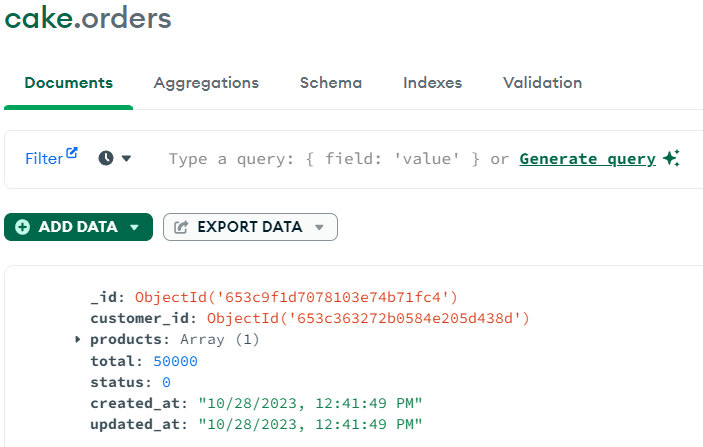 cake.orders
Documents Aggregations Schema Indexes Validation
Filter Type a query: { field: 'value' } or Generate query
ADD DATA EXPORT DATA
_id: ObjectId('653c9f1d7078103e74b71fc4')
customer_id: ObjectId('653c363272b0584e205d438d')
products: Array (1)
total: 50000
status: 0
created_at: "10/28/2023, 12:41:49 PM"
updated_at: "10/28/2023, 12:41:49 PM"